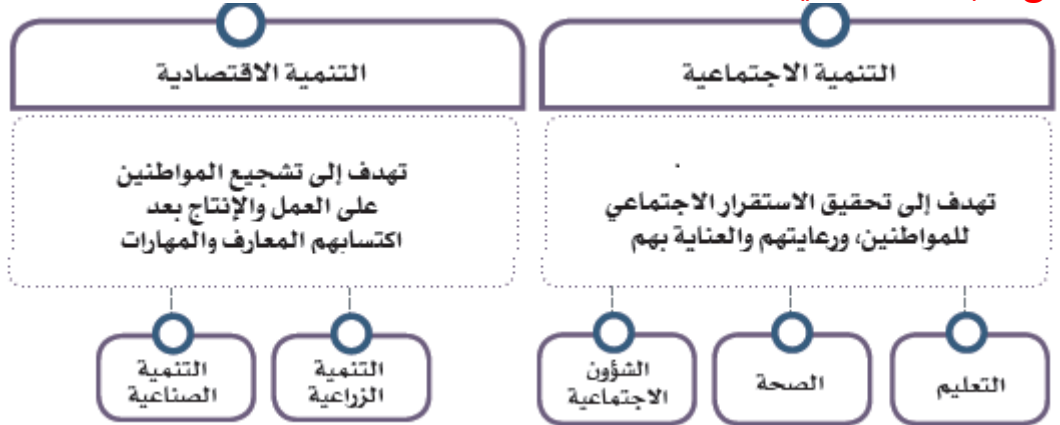 التنمية الاجتماعية
تهدف إلى تحقيق الاستقرار الاجتماعي
للمواطنين، ورعايتهم والعناية بهم
التعليم
الصحة
الشؤون
الاجتماعية
التنمية الاقتصادية
تهدف إلى تشجيع المواطنين
على العمل والإنتاج بعد
اكتسابهم المعارف والمهارات
التنمية
الزراعية
التنمية
الصناعية